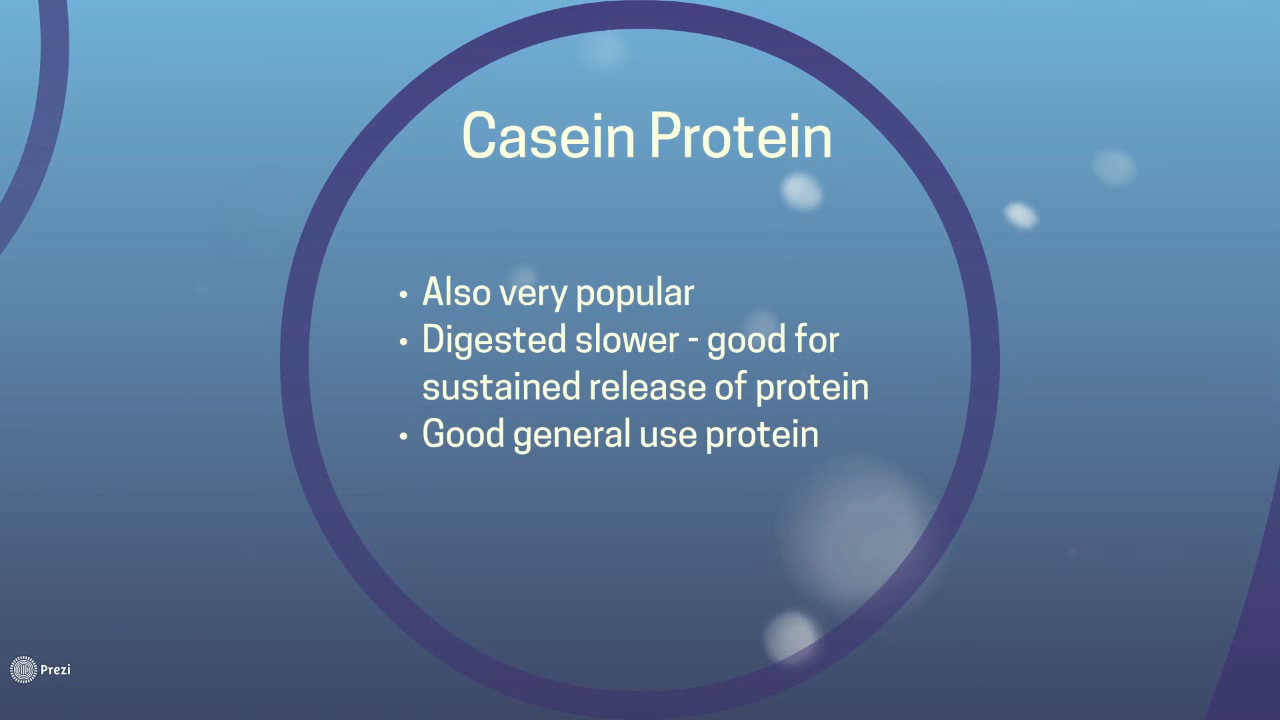 Casein Protein
• Also very popular
• Digested slower - good for
sustained release of protein
• Good general use protein
Prezi